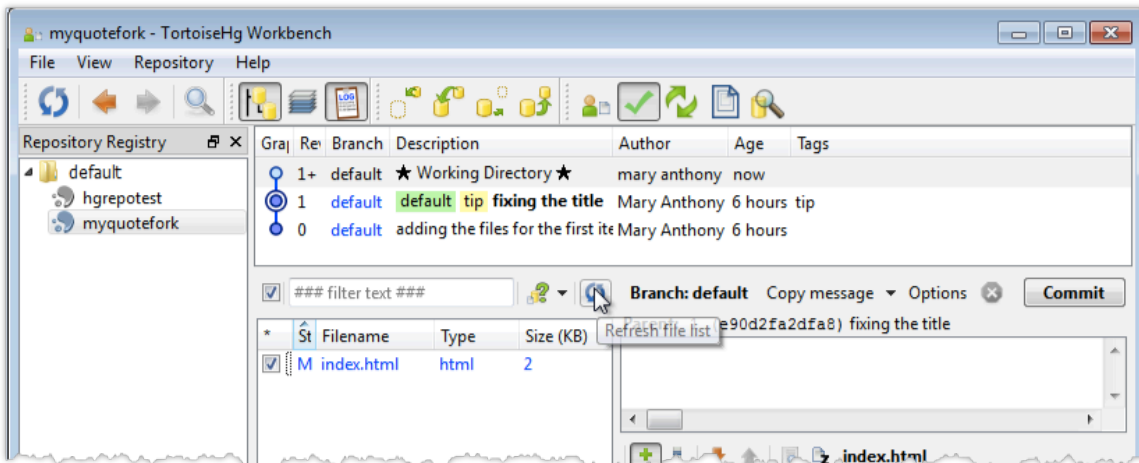 myquotefork - TortoiseHg Workbench
File View Repository Help
LOG
Repository Registry
default
hgrepotest
myquotefork
Branch Description Author Age Tags
1+ default ★ Working Directory ★ mary anthony now
1 default default tip fixing the title Mary Anthony 6 hours tip
0 default adding the files for the first ite Mary Anthony 6 hours
### filter text ### Branch: default Copy message Options Commit
Refresh file list
e90d2fa2dfa8) fixing the title
* St Filename Type Size (KB)
M index.html html 2
index.html